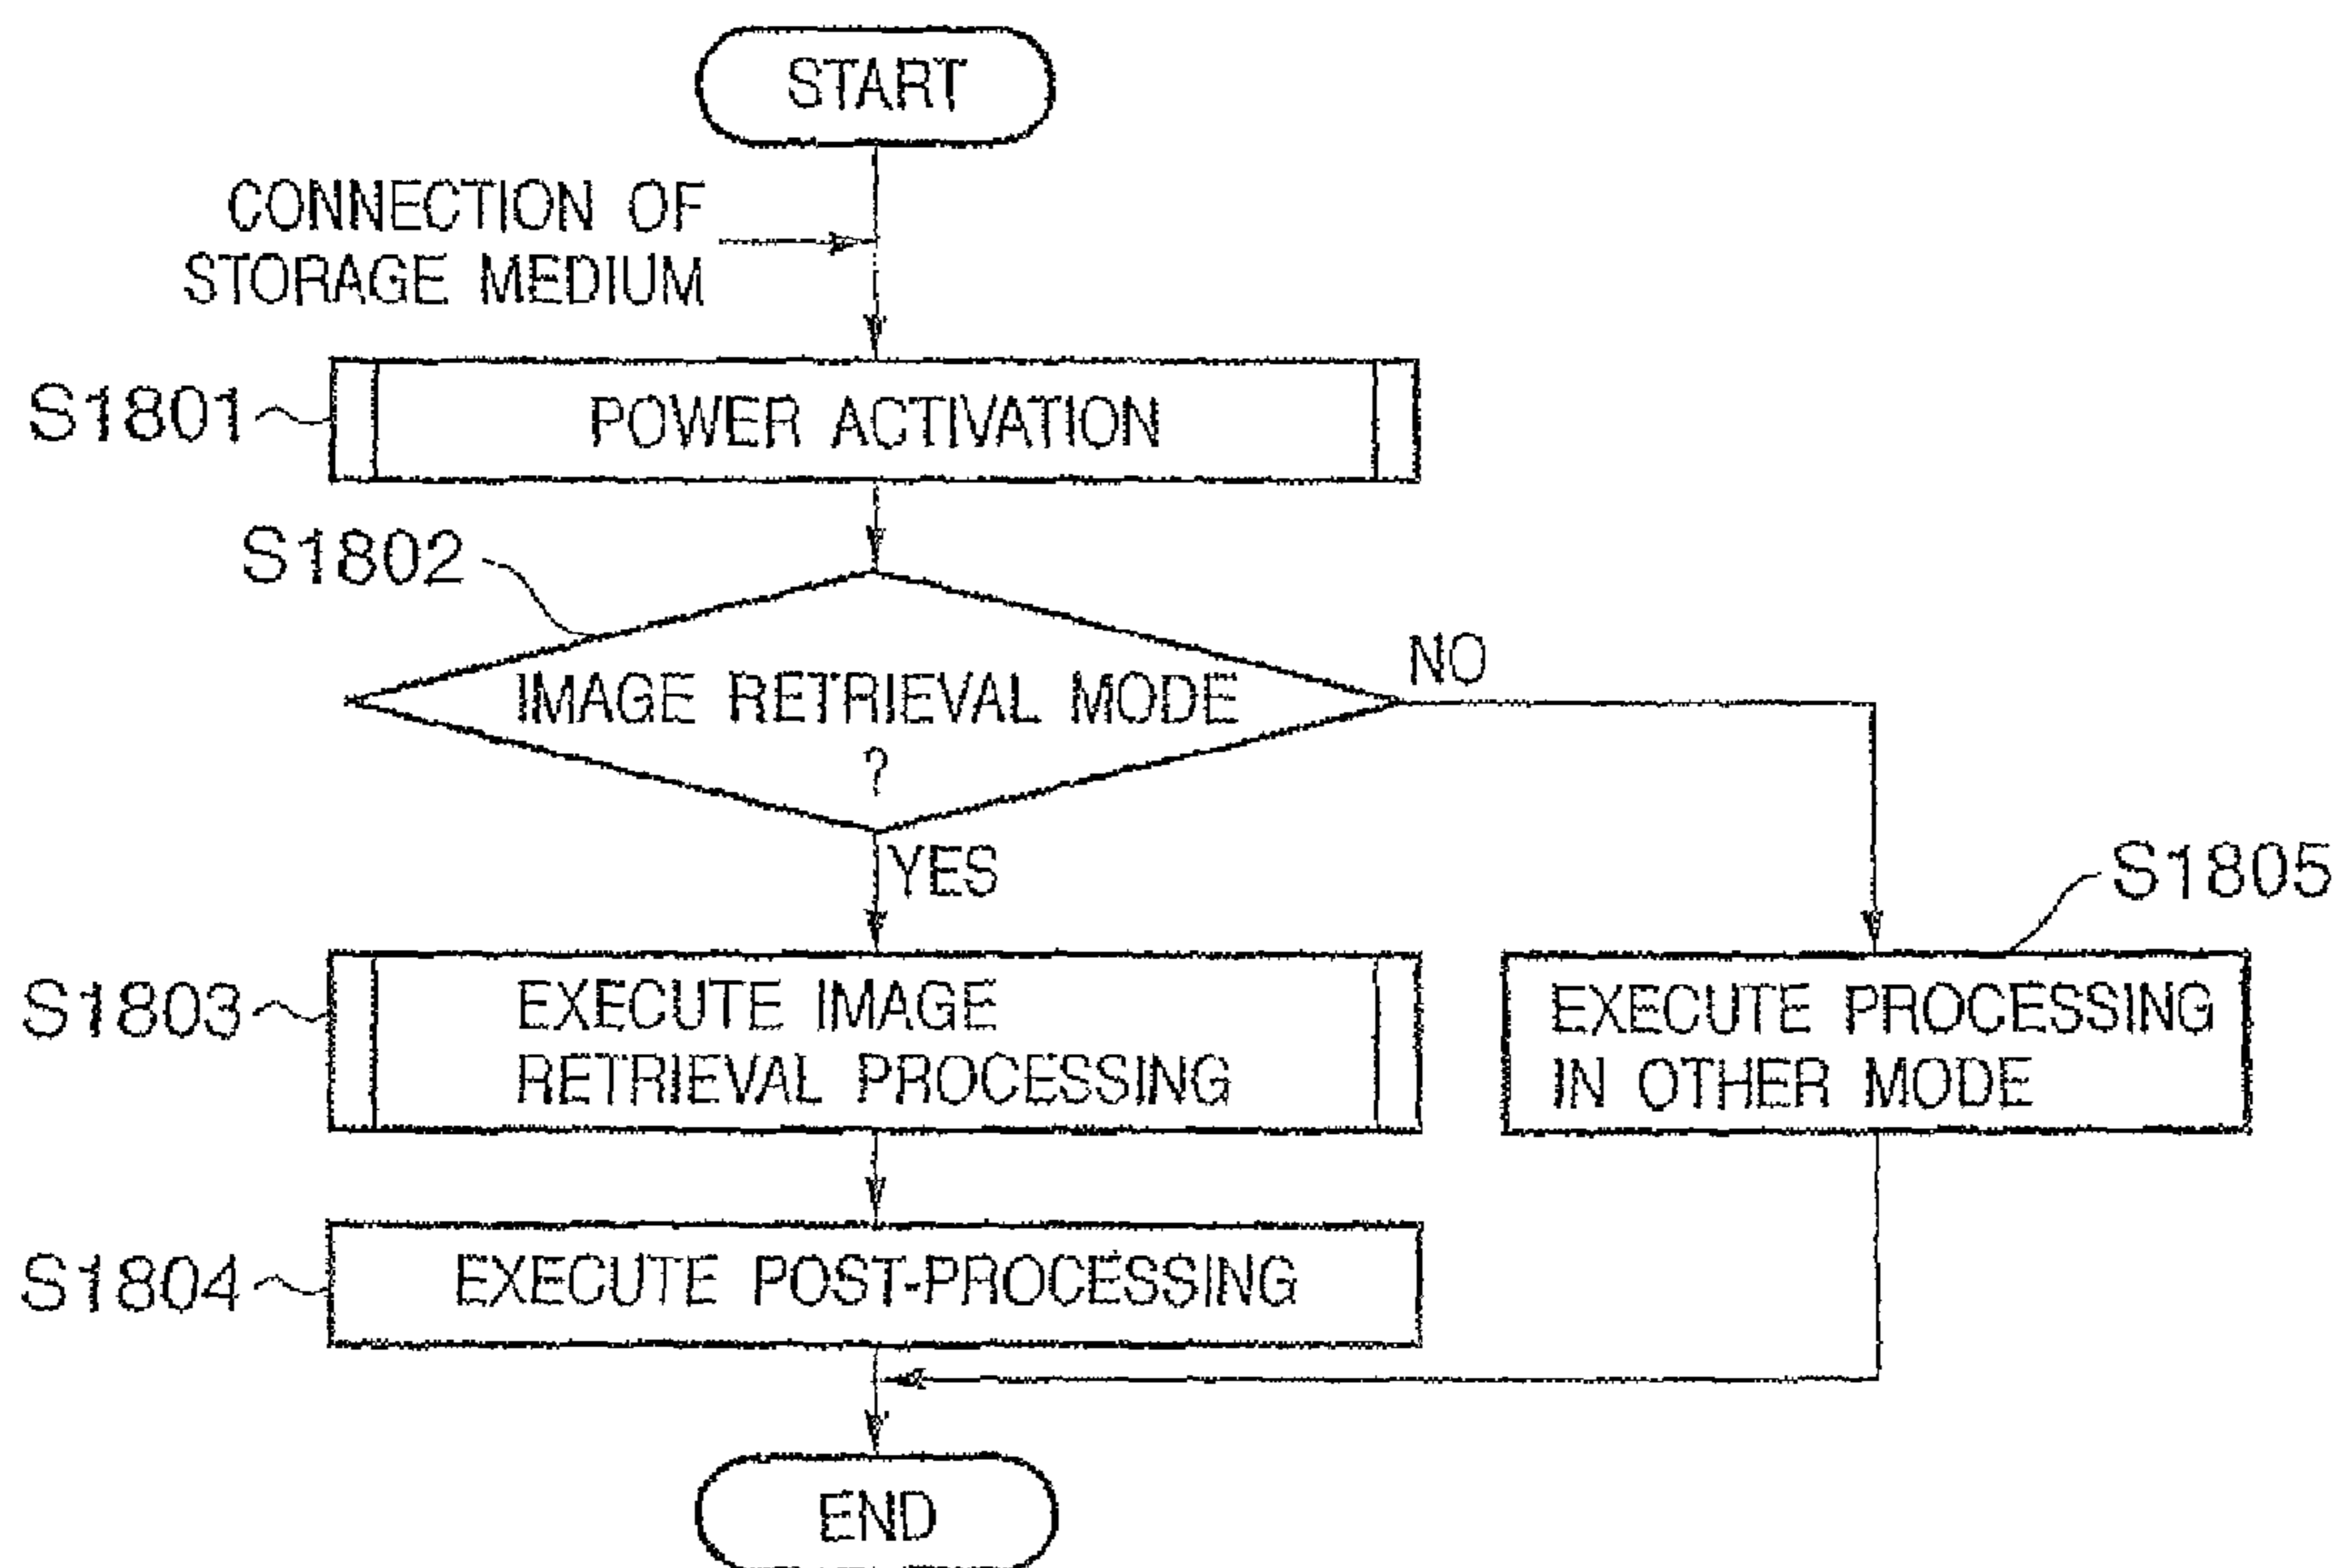 START
CONNECTION OF
STORAGE MEDIUM
S1801
POWER ACTIVATION
S1802
IMAGE RETRIEVAL MODE
?
NO
YES
S1805
S1803
EXECUTE IMAGE
RETRIEVAL PROCESSING
EXECUTE PROCESSING
IN OTHER MODE
S1804
EXECUTE POST-PROCESSING
END